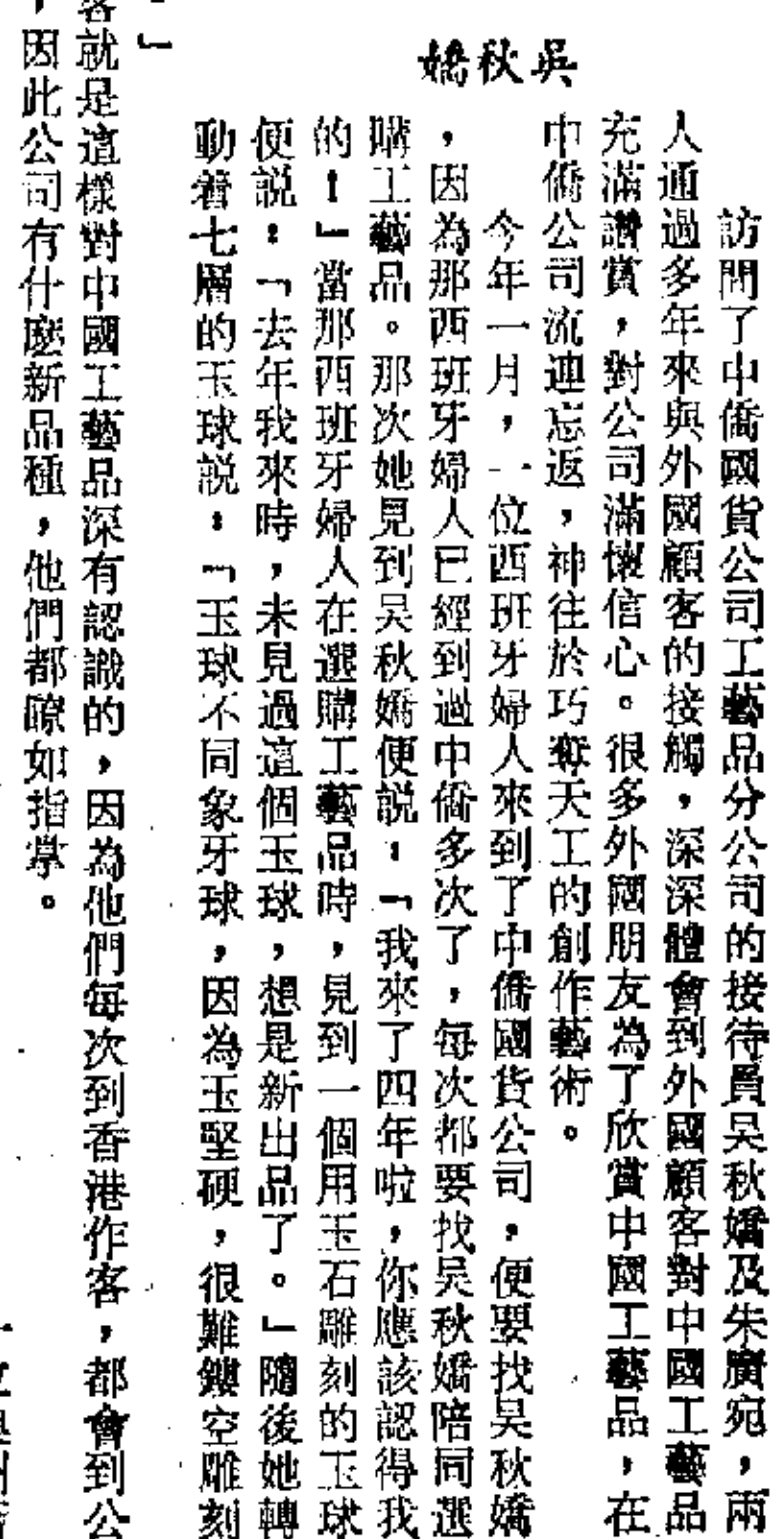 吳秋嬌
訪問了中僑國貨公司工藝品分公司的接待員吳秋嬌及朱廣宛，兩
人通過多年來與外國顧客的接觸，深深體會到外國顧客對中國工藝品
充滿讚賞，對公司滿懷信心。很多外國朋友為了欣賞中國工藝品，在
中僑公司流連忘返，神往於巧奪天工的創作藝術。
今年一月，一位西班牙婦人來到了中僑國貨公司，便要找吳秋嬌
，因為那西班牙婦人已經到過中僑多次了，每次都要找吳秋嬌陪同選
購工藝品。那次她見到吳秋嬌便說：「我來了四年啦，你應該認得我
的！」當那西班牙婦人在選購工藝品時，見到一個用玉石雕刻的玉球
便説：「去年我來時，未見過這個玉球，想是新出品了。」隨後她轉
動着七層的玉球説：「玉球不同象牙球，因為玉堅硬，很難鏤空雕刻
」
客就是這樣對中國工藝品深有認識的，因為他們每次到香港作客，都會到公
，因此公司有什麼新品種，他們都瞭如指掌。